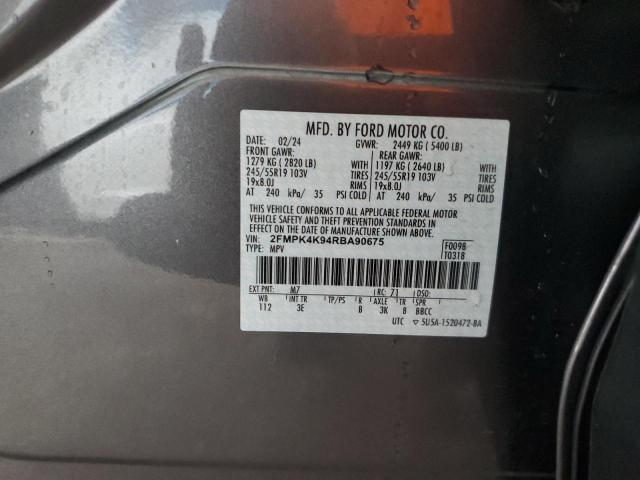 MFD. BY FORD MOTOR CO.
DATE: 02/24 GVWR: 2449 KG ( 5400 LB)
FRONT GAWR: REAR GAWR:
1279 KG ( 2820 LB) WITH 1197 KG ( 2640 LB) WITH
245/55R19 103V TIRES 245/55R19 103V TIRES
19x8.0J RIMS 19x8.0J RIMS
AT 240 kPa/ 35 PSI COLD AT 240 kPa/ 35 PSI COLD
THIS VEHICLE CONFORMS TO ALL APPLICABLE FEDERAL MOTOR
VEHICLE SAFETY AND THEFT PREVENTION STANDARDS IN
EFFECT ON THE DATE OF MANUFACTURE SHOWN ABOVE.
VIN: 2FMPK4K94RBA90675 F0098
TYPE: MPV T0318
EXT PNT: M7 RC: 71 DSO:
WB INT TR TP/PS R AXLE TR SPR
112 3E B 3K 8 BBCC
UTC ▽ 5U5A-1520472-BA